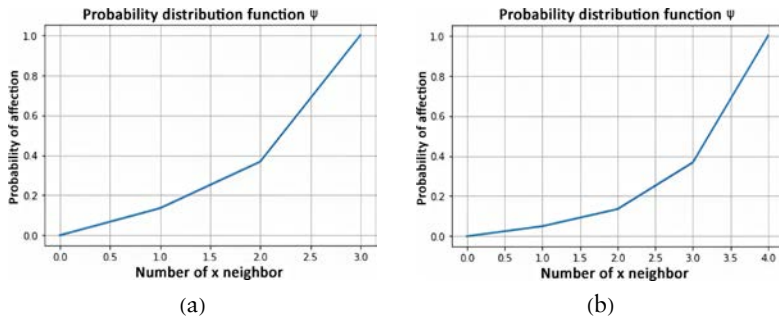 Probability distribution function ψ
Probability of affection
1.0
0.8
0.6
0.4
0.2
0.0
0.0 0.5 1.0 1.5 2.0 2.5 3.0
Number of x neighbor
(a)
Probability distribution function ψ
Probability of affection
1.0
0.8
0.6
0.4
0.2
0.0
0.0 0.5 1.0 1.5 2.0 2.5 3.0 3.5 4.0
Number of x neighbor
(b)